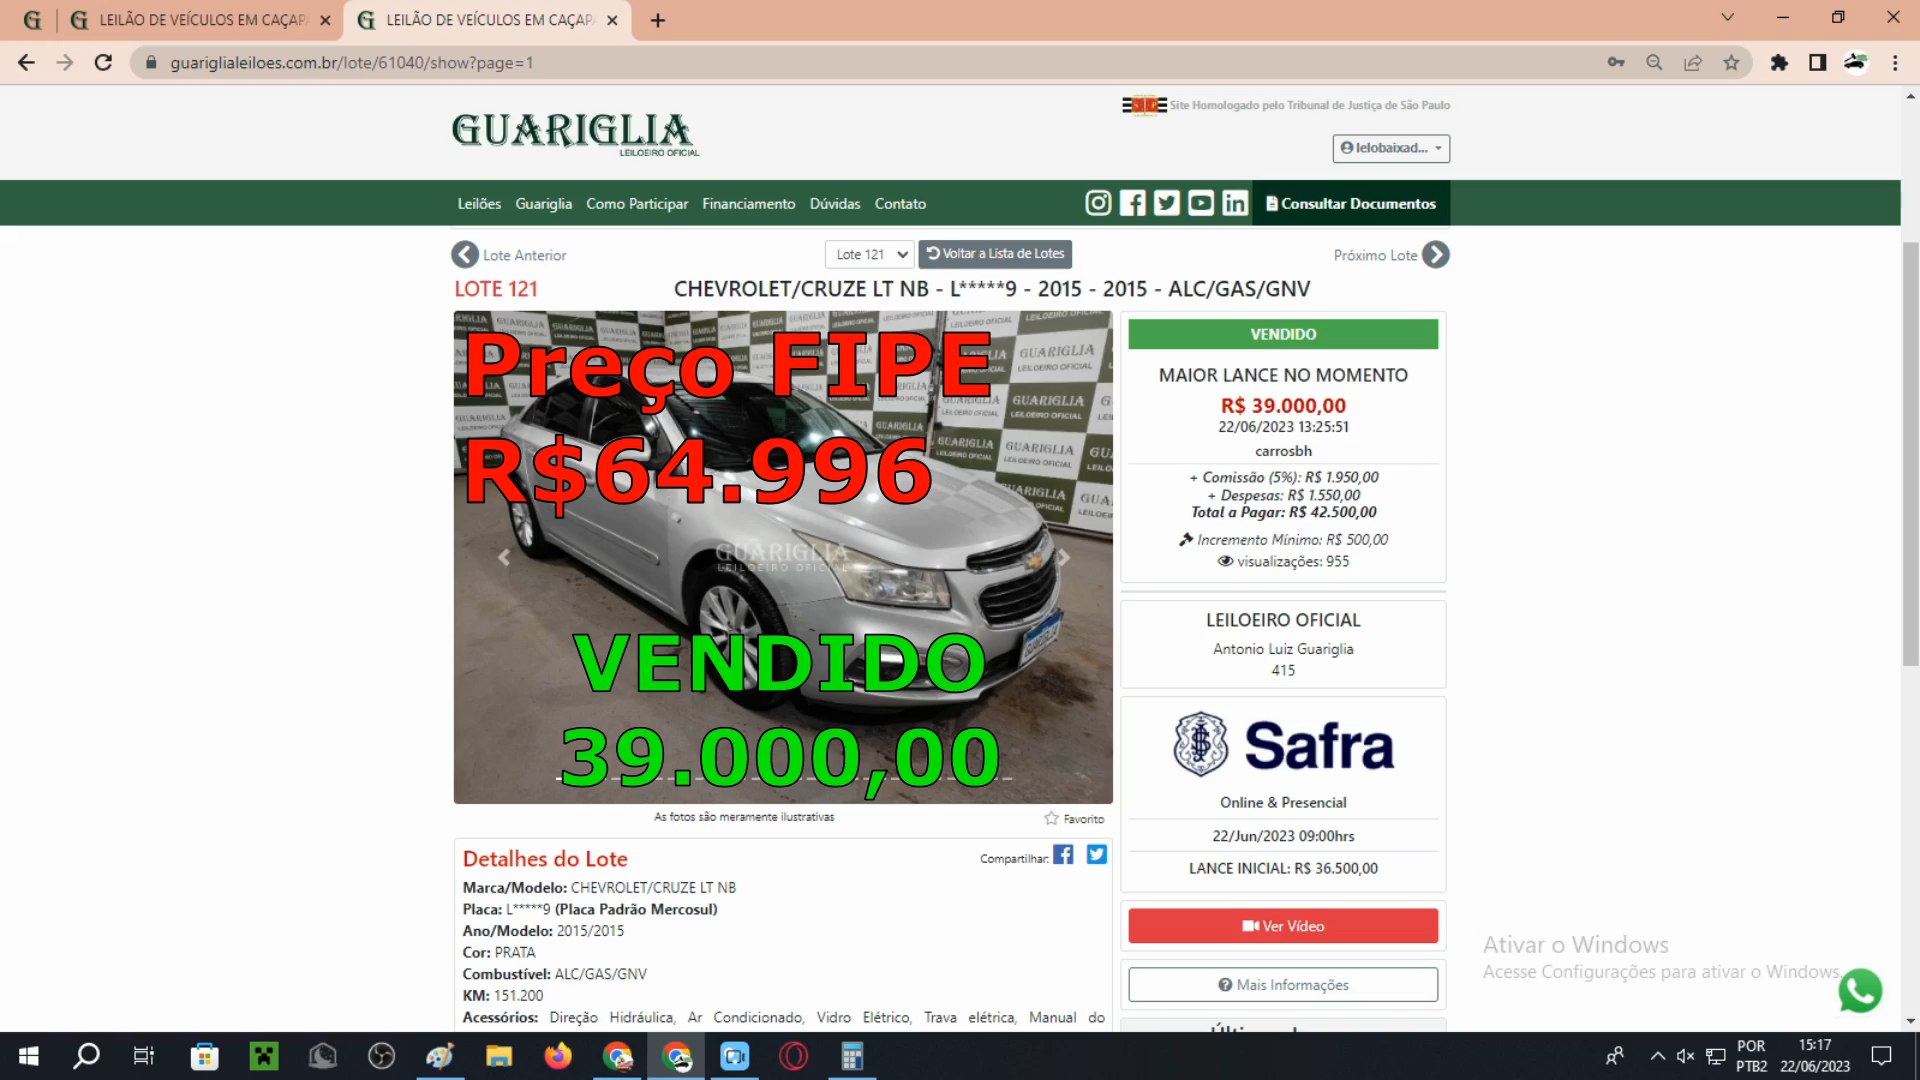 LEILÃO DE VEÍCULOS EM CAÇAPA
LEILÃO DE VEÍCULOS EM CAÇAPA
guariglialeiloes.com.br/lote/61040/show?page=1
GUARIGLIA
LEILOEIRO OFICIAL
Site Homologado pelo Tribunal de Justiça de São Paulo
lelobaixad...
Leilões Guariglia Como Participar Financiamento Dúvidas Contato
Consultar Documentos
Lote Anterior
Lote 121
Voltar a Lista de Lotes
Próximo Lote
LOTE 121
CHEVROLET/CRUZE LT NB - L*****9 - 2015 - 2015 - ALC/GAS/GNV
Preço FIPE
R$64.996
GUARIGLIA
LEILOEIRO OFICIAL
VENDIDO
39.000,00
As fotos são meramente ilustrativas
Favorito
Detalhes do Lote
Compartilhar:
Marca/Modelo: CHEVROLET/CRUZE LT NB
Placa: L*****9 (Placa Padrão Mercosul)
Ano/Modelo: 2015/2015
Cor: PRATA
Combustível: ALC/GAS/GNV
KM: 151.200
Acessórios: Direção Hidráulica, Ar Condicionado, Vidro Elétrico, Trava elétrica, Manual do
VENDIDO
MAIOR LANCE NO MOMENTO
R$ 39.000,00
22/06/2023 13:25:51
carrosbh
+ Comissão (5%): R$ 1.950,00
+ Despesas: R$ 1.550,00
Total a Pagar: R$ 42.500,00
Incremento Mínimo: R$ 500,00
visualizações: 955
LEILOEIRO OFICIAL
Antonio Luiz Guariglia
415
Safra
Online & Presencial
22/Jun/2023 09:00hrs
LANCE INICIAL: R$ 36.500,00
Ver Vídeo
Mais Informações
Ativar o Windows
Acesse Configurações para ativar o Windows.
POR
PTB2
15:17
22/06/2023